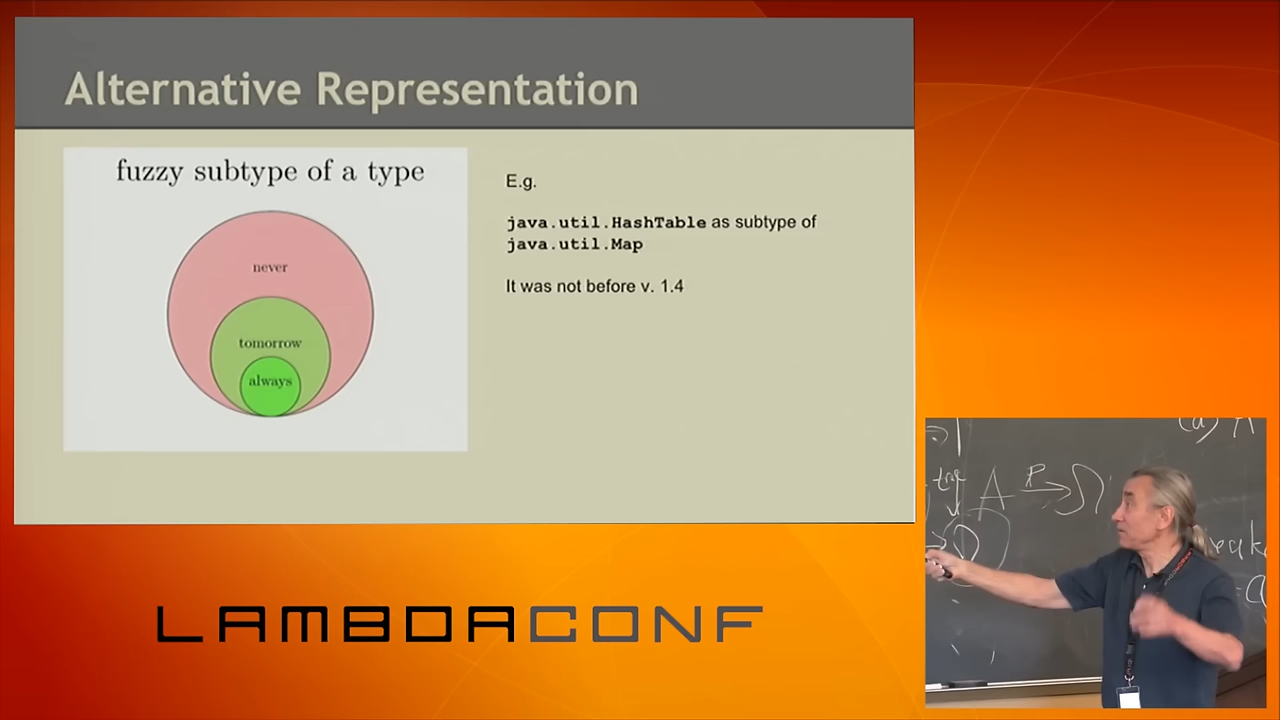 Alternative Representation
fuzzy subtype of a type
never
tomorrow
always
E.g.
java.util.HashTable as subtype of
java.util.Map
It was not before v. 1.4
LAMBDACONF
A P Ω